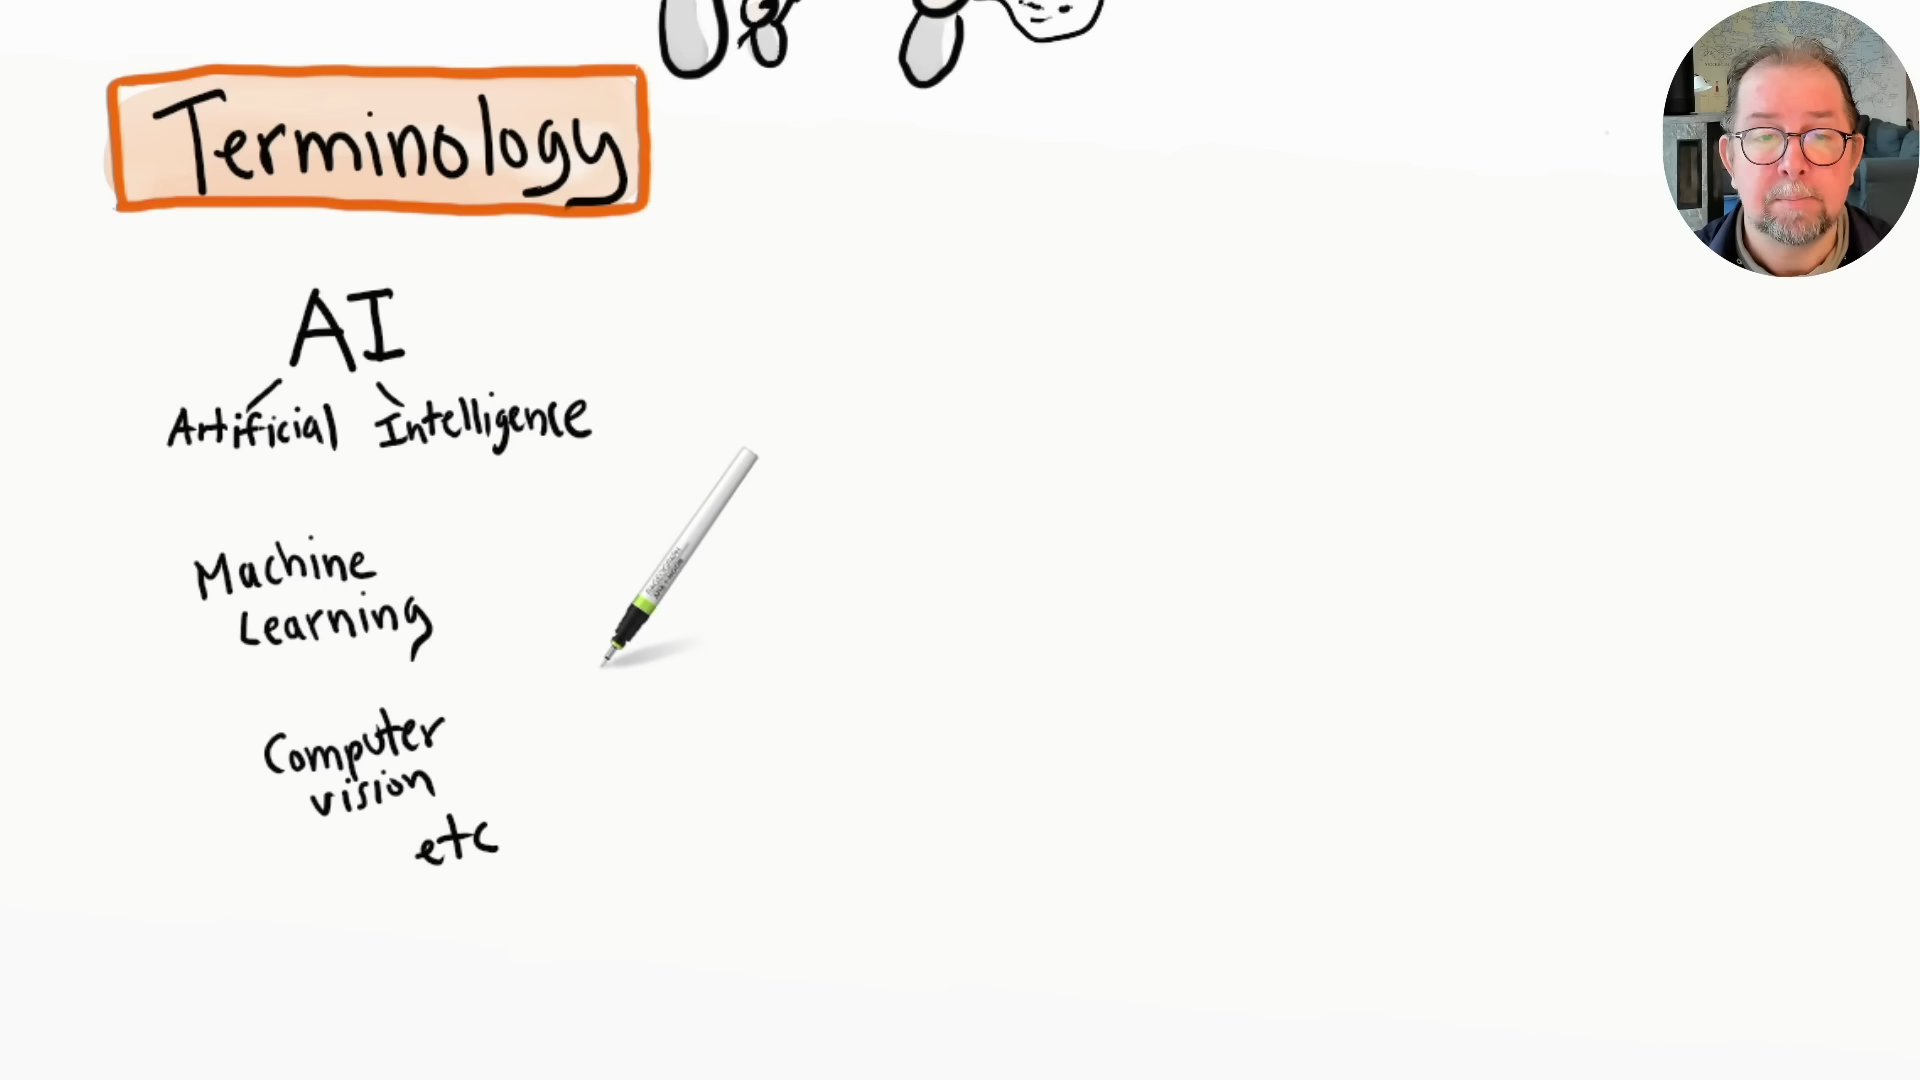 Terminology
AI
Artificial Intelligence
Machine
Learning
Computer
vision
etc